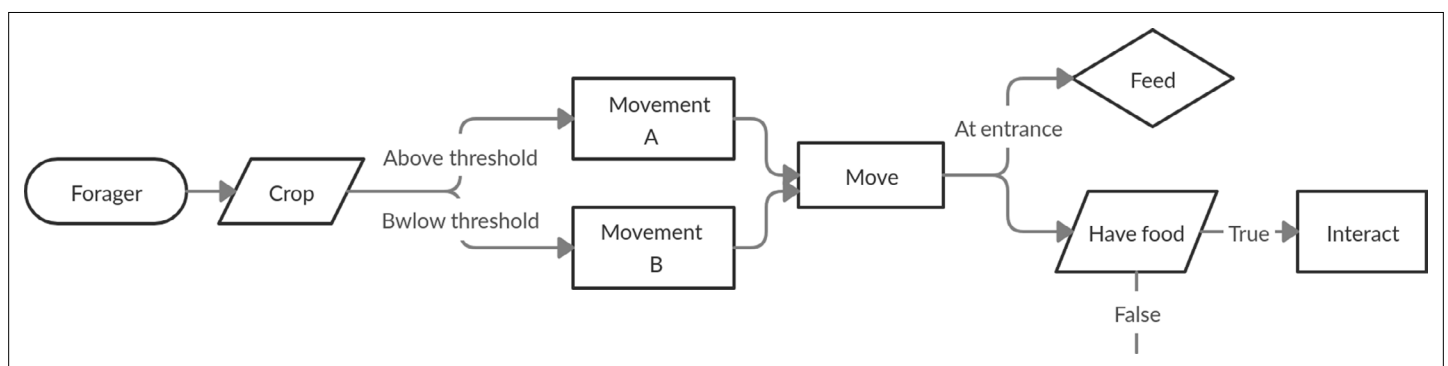 Forager
Crop
Above threshold
Bwlow threshold
Movement
A
Movement
B
Move
At entrance
Feed
Have food
True
Interact
False